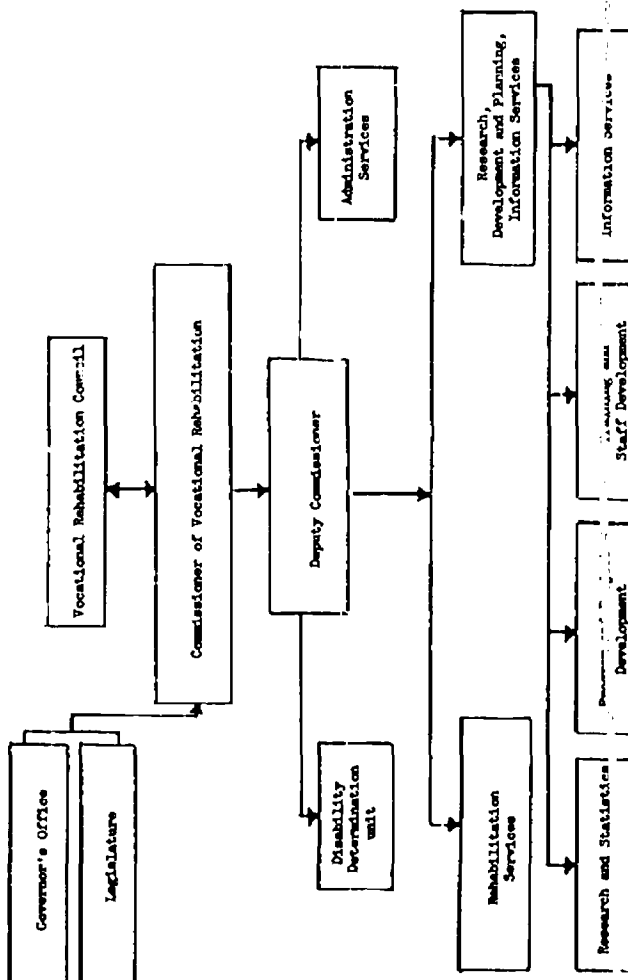 Governor's Office
Legislature
Vocational Rehabilitation Council
Commissioner of Vocational Rehabilitation
Deputy Commissioner
Disability
Determination
unit
Administration
Services
Rehabilitation
Services
Research,
Development and Planning,
Information Services
Research and Statistics
Development
Staff Development
Information Services